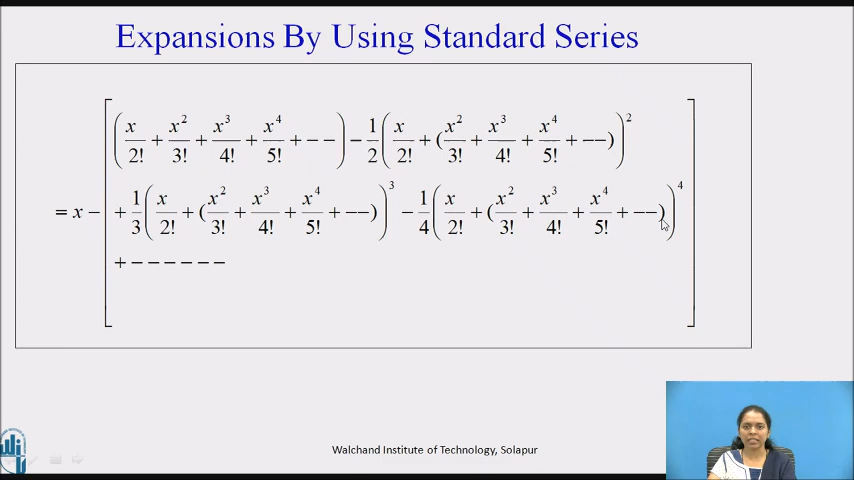 Expansions By Using Standard Series
= x − [ ( x/2! + x²/3! + x³/4! + x⁴/5! + − − ) − 1/2 ( x/2! + ( x²/3! + x³/4! + x⁴/5! + −− ) )²
+ 1/3 ( x/2! + ( x²/3! + x³/4! + x⁴/5! + −− ) )³ − 1/4 ( x/2! + ( x²/3! + x³/4! + x⁴/5! + −− ) )⁴
+ − − − − − − ]
Walchand Institute of Technology, Solapur